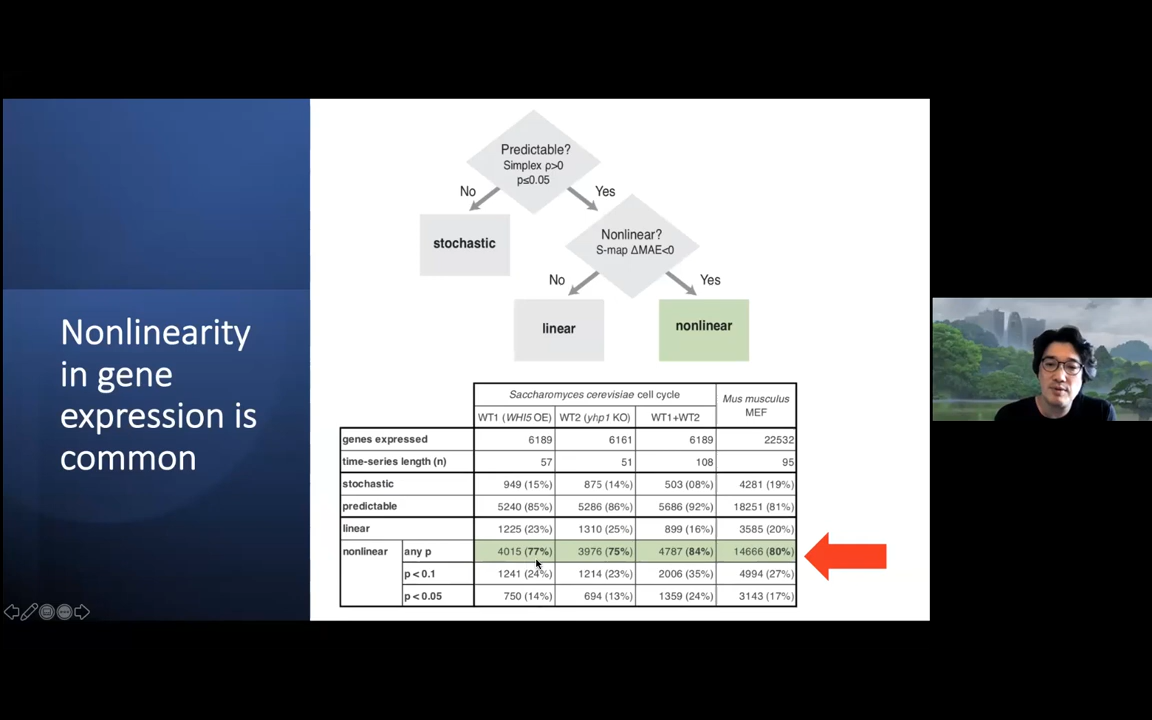 Nonlinearity
in gene
expression is
common
Predictable?
Simplex ρ>0
p≤0.05
No
Yes
stochastic
Nonlinear?
S-map ΔMAE<0
No
Yes
linear
nonlinear
Saccharomyces cerevisiae cell cycle
Mus musculus
MEF
WT1 (WHI5 OE) WT2 (yhp1 KO) WT1+WT2
genes expressed 6189 6161 6189 22532
time-series length (n) 57 51 108 95
stochastic 949 (15%) 875 (14%) 503 (08%) 4281 (19%)
predictable 5240 (85%) 5286 (86%) 5686 (92%) 18251 (81%)
linear 1225 (23%) 1310 (25%) 899 (16%) 3585 (20%)
nonlinear any p 4015 (77%) 3976 (75%) 4787 (84%) 14666 (80%)
p < 0.1 1241 (24%) 1214 (23%) 2006 (35%) 4994 (27%)
p < 0.05 750 (14%) 694 (13%) 1359 (24%) 3143 (17%)